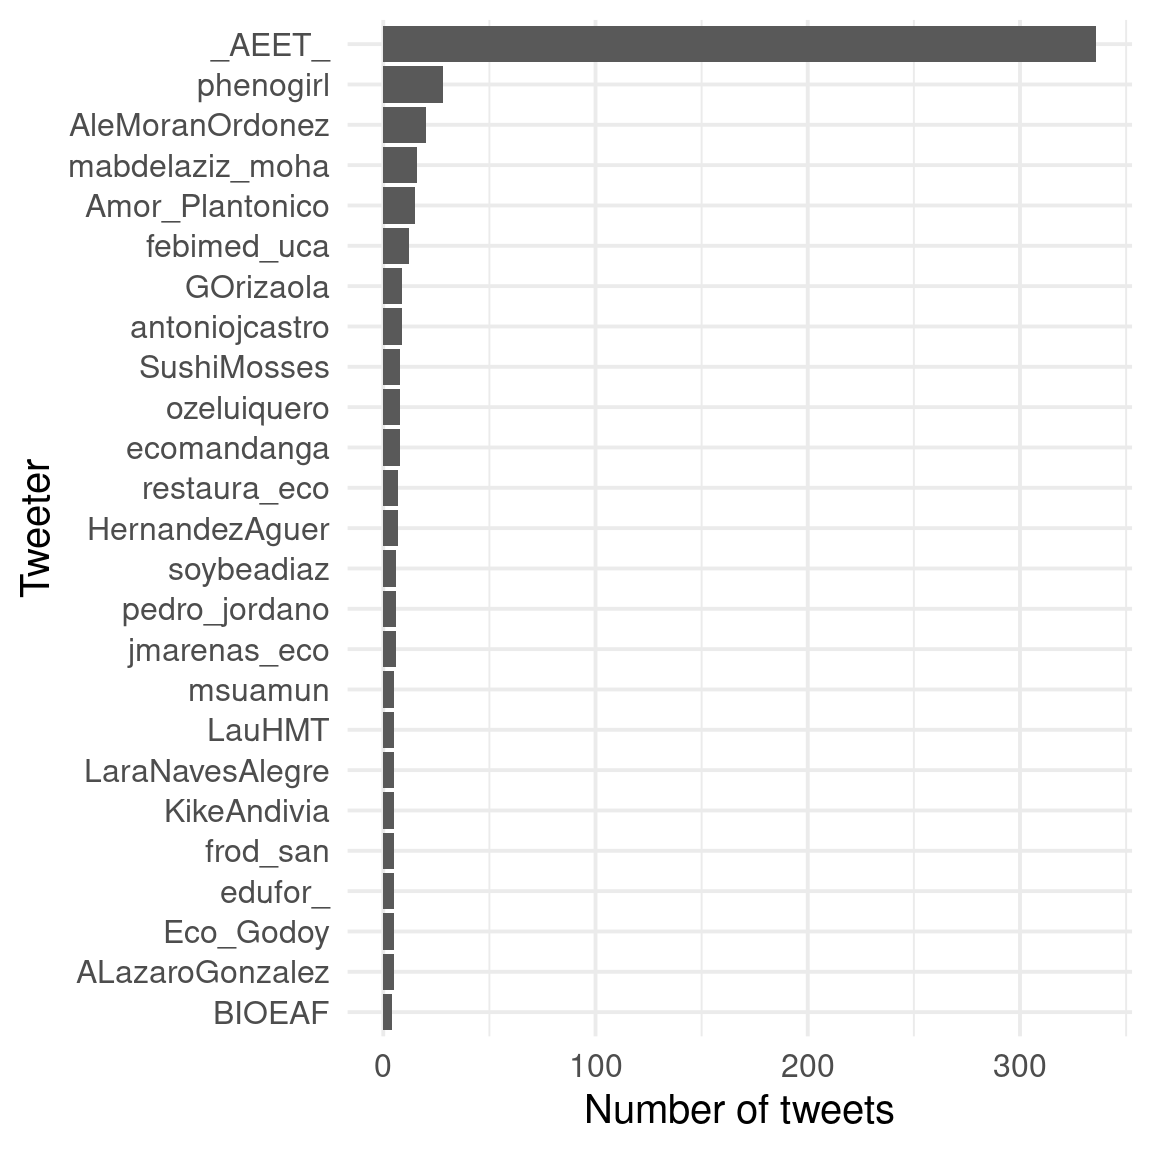 _AEET_
phenogirl
AleMoranOrdonez
mabdelaziz_moha
Amor_Plantonico
febimed_uca
GOrizaola
antoniojcastro
SushiMosses
ozeluiquero
ecomandanga
restaura_eco
HernandezAguer
soybeadiaz
pedro_jordano
jmarenas_eco
msuamun
LauHMT
LaraNavesAlegre
KikeAndivia
frod_san
edufor_
Eco_Godoy
ALazaroGonzalez
BIOEAF
Tweeter
0 100 200 300
Number of tweets